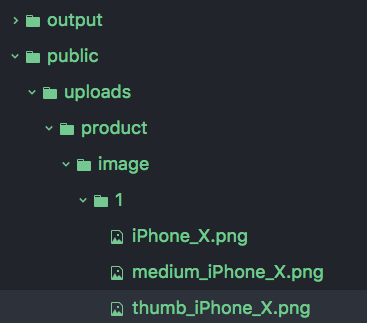 output
public
uploads
product
image
1
iPhone_X.png
medium_iPhone_X.png
thumb_iPhone_X.png